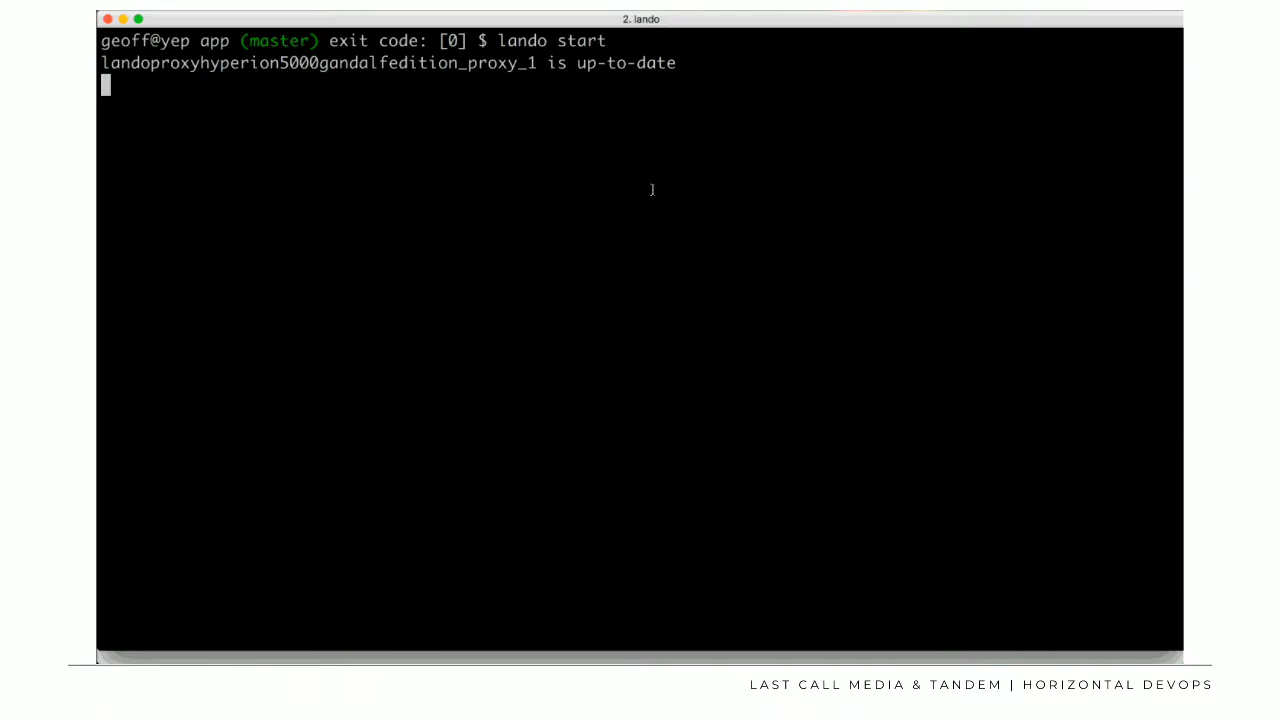 2. lando
geoff@yep app (master) exit code: [0] $ lando start
landoproxyhyperion5000gandalfedition_proxy_1 is up-to-date
LAST CALL MEDIA & TANDEM | HORIZONTAL DEVOPS